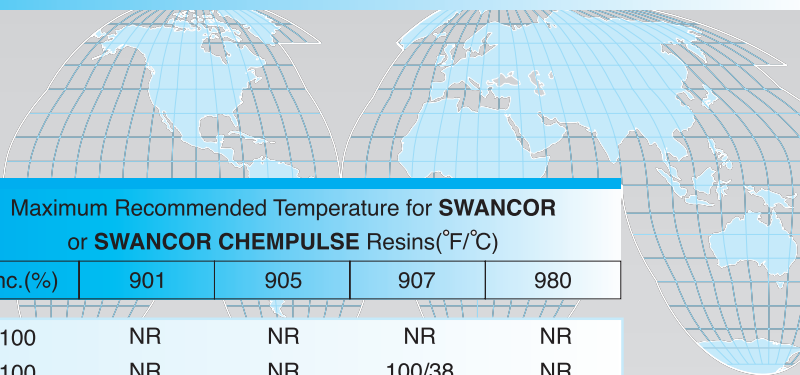 Maximum Recommended Temperature for SWANCOR
or SWANCOR CHEMPULSE Resins(°F/°C)
nc.(%) 901 905 907 980
100 NR NR NR NR
100 NR NR 100/38 NR